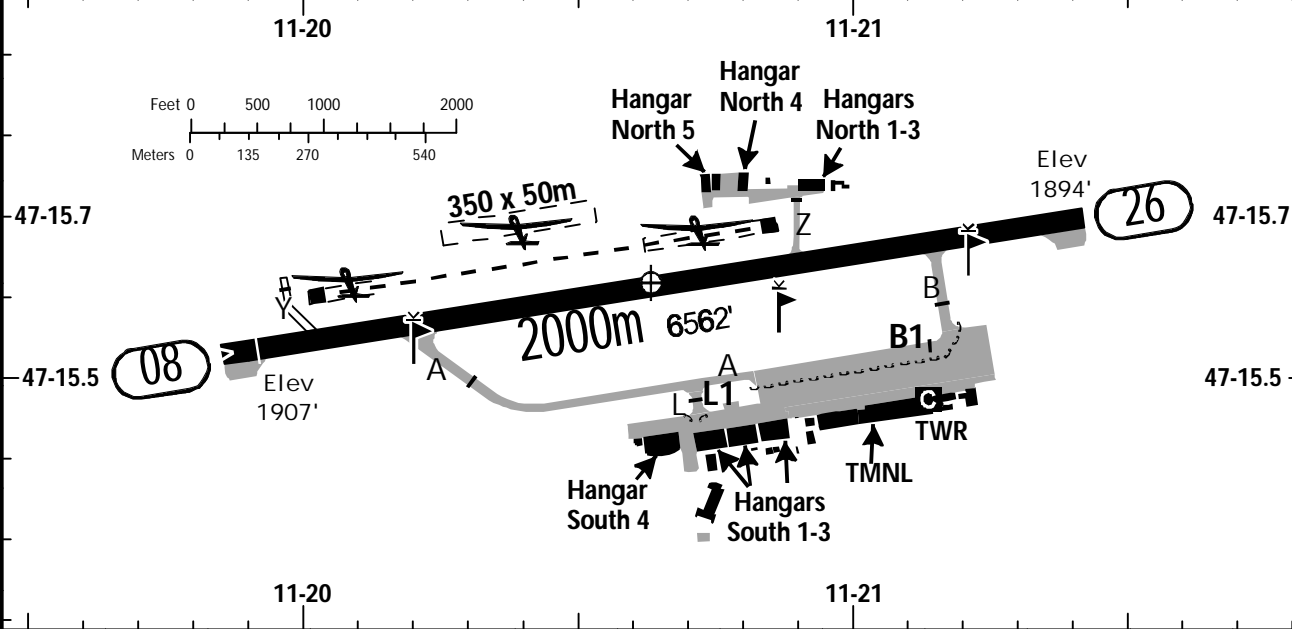 11-20
11-21
Feet 0 500 1000 2000
Meters 0 135 270 540
Hangar
North 5
Hangar
North 4
Hangars
North 1-3
Elev
1894'
26
47-15.7
47-15.7
350 x 50m
Z
Y
B
2000m 6562'
08
Elev
1907'
A
A
B1
L
L1
47-15.5
47-15.5
C
TWR
TMNL
Hangar
South 4
Hangars
South 1-3
11-20
11-21